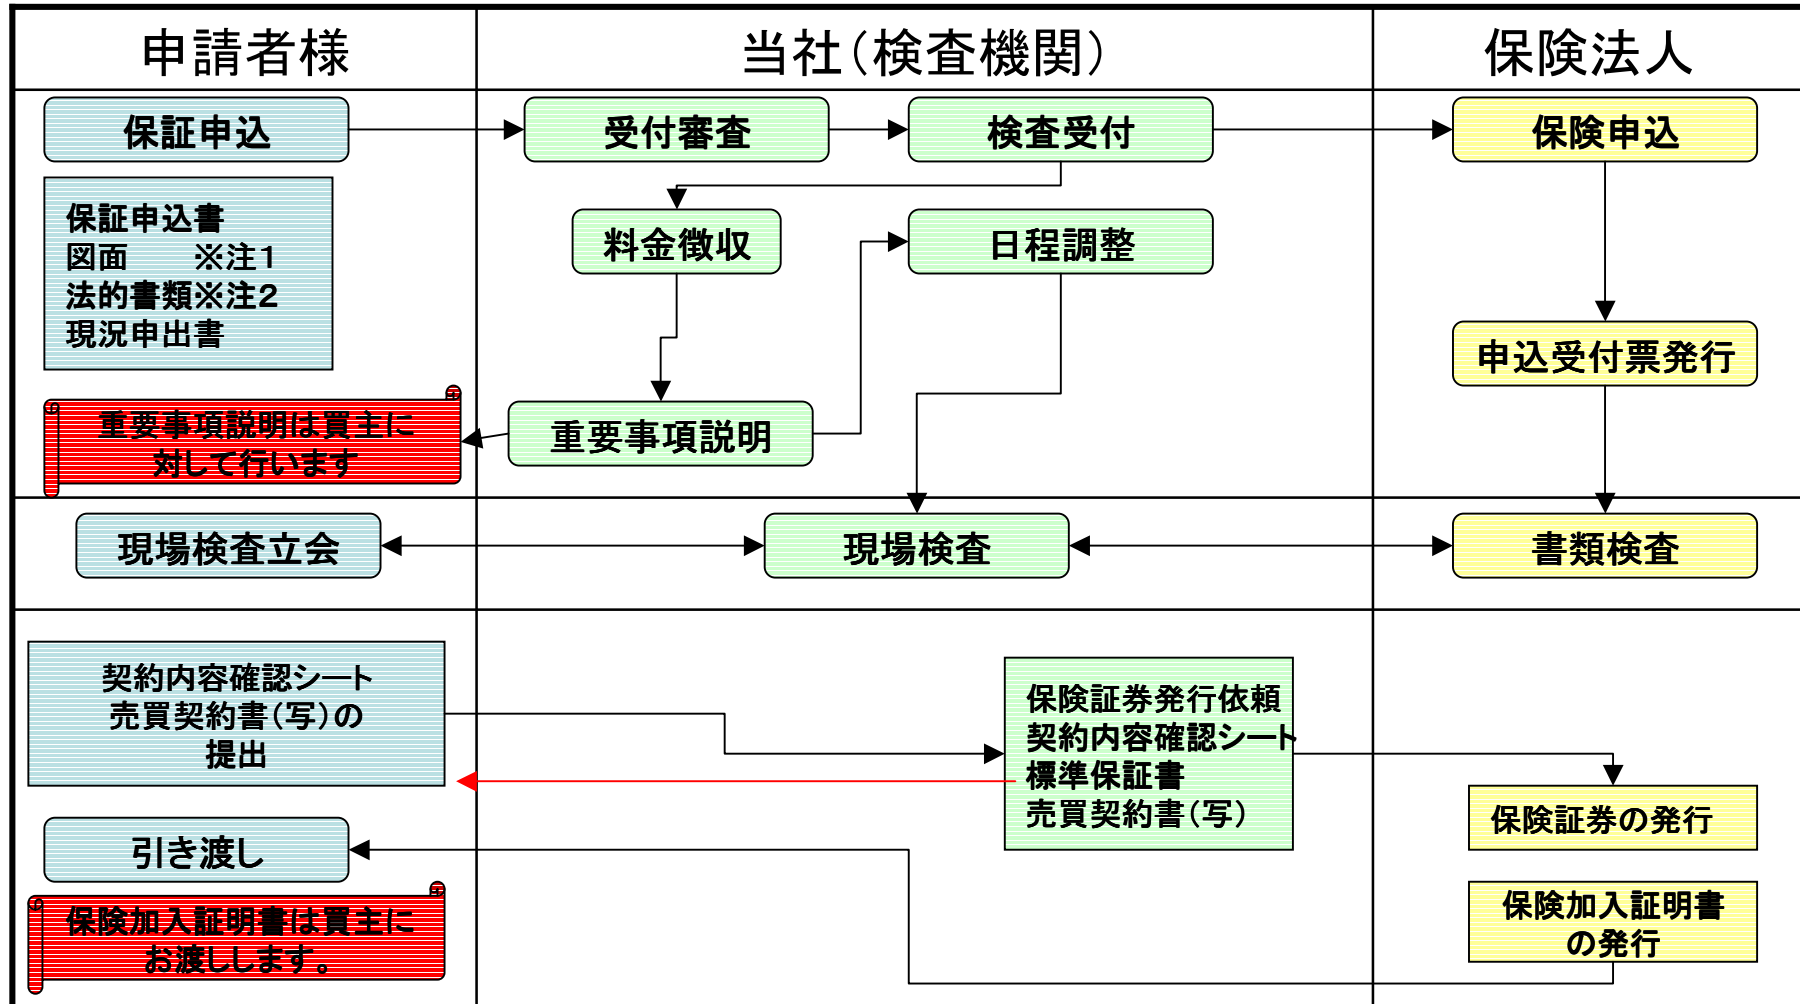 申請者様
当社（検査機関）
保険法人
保証申込
受付審査
検査受付
保険申込
保証申込書
図面　　※注１
法的書類※注２
現況申出書
料金徴収
日程調整
申込受付票発行
重要事項説明は買主に
対して行います
重要事項説明
現場検査立会
現場検査
書類検査
契約内容確認シート
売買契約書（写）の
提出
保険証券発行依頼
契約内容確認シート
標準保証書
売買契約書（写）
保険証券の発行
引き渡し
保険加入証明書は買主に
お渡しします。
保険加入証明書
の発行